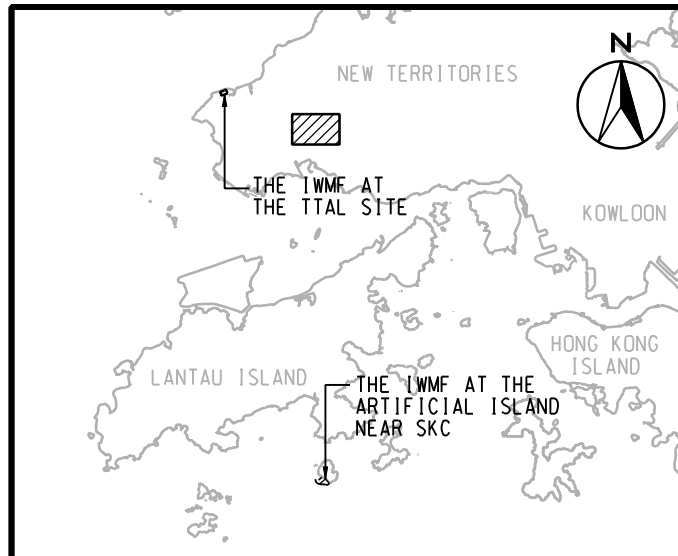 N
NEW TERRITORIES
THE IWMF AT
THE TTAL SITE
KOWLOON
HONG KONG
ISLAND
LANTAU ISLAND
THE IWMF AT THE
ARTIFICIAL ISLAND
NEAR SKC